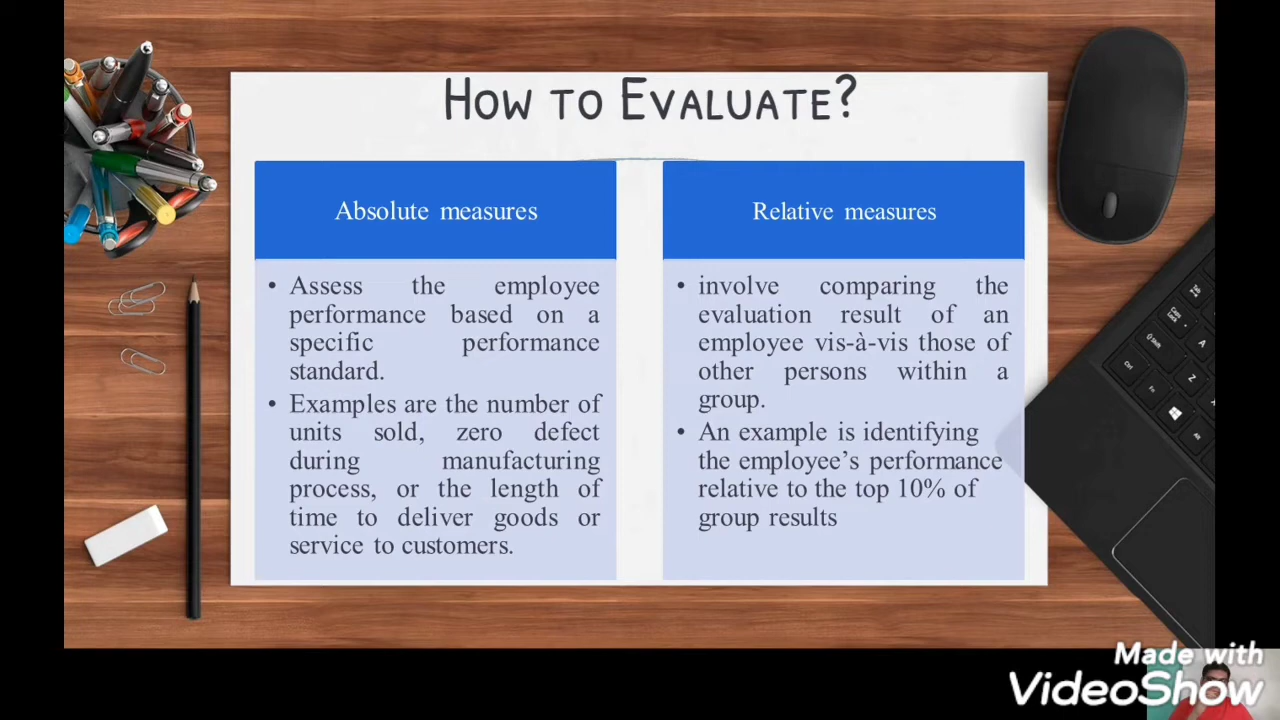 How to Evaluate?
Absolute measures
• Assess the employee
performance based on a
specific performance
standard.
• Examples are the number of
units sold, zero defect
during manufacturing
process, or the length of
time to deliver goods or
service to customers.
Relative measures
• involve comparing the
evaluation result of an
employee vis-à-vis those of
other persons within a
group.
• An example is identifying
the employee’s performance
relative to the top 10% of
group results
Made with
VideoShow